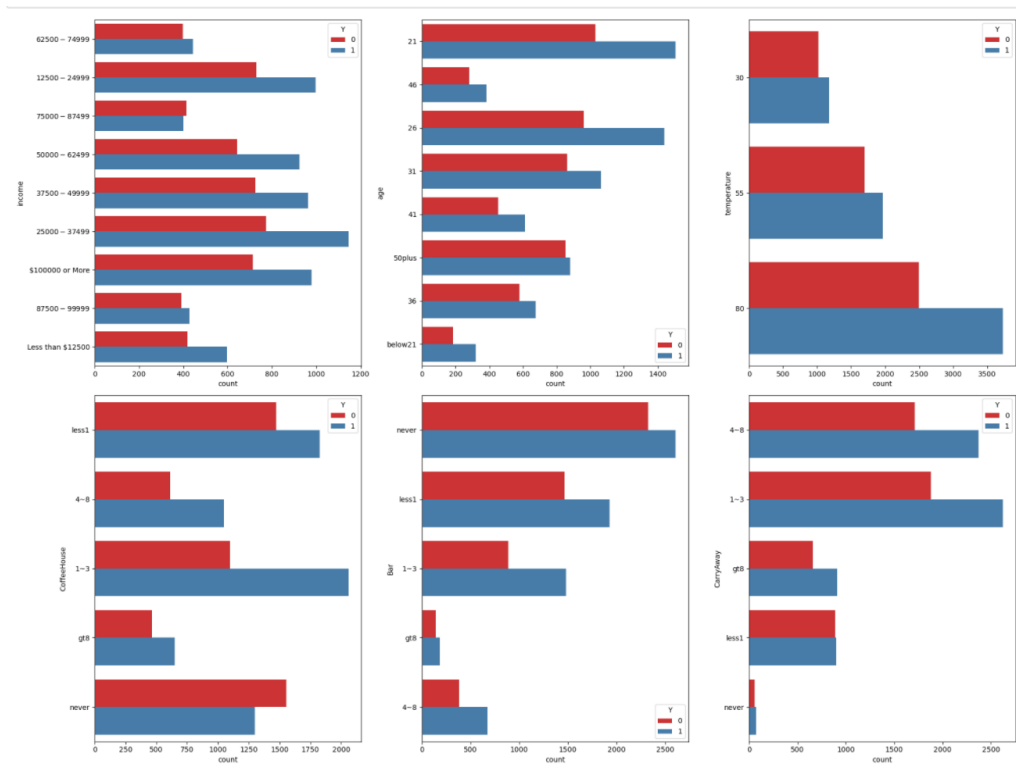 Y
0
1
62500 - 74999
12500 - 24999
75000 - 87499
50000 - 62499
37500 - 49999
25000 - 37499
$100000 or More
87500 - 99999
Less than $12500
income
0 200 400 600 800 1000 1200
count
21
46
26
31
41
50plus
36
below21
age
Y
0
1
0 200 400 600 800 1000 1200 1400
count
Y
0
1
30
55
80
temperature
0 500 1000 1500 2000 2500 3000 3500
count
Y
0
1
less1
4~8
1~3
gt8
never
CoffeeHouse
0 250 500 750 1000 1250 1500 1750 2000
count
never
less1
1~3
gt8
4~8
Bar
Y
0
1
0 500 1000 1500 2000 2500
count
Y
0
1
4~8
1~3
gt8
less1
never
CarryAway
0 500 1000 1500 2000 2500
count